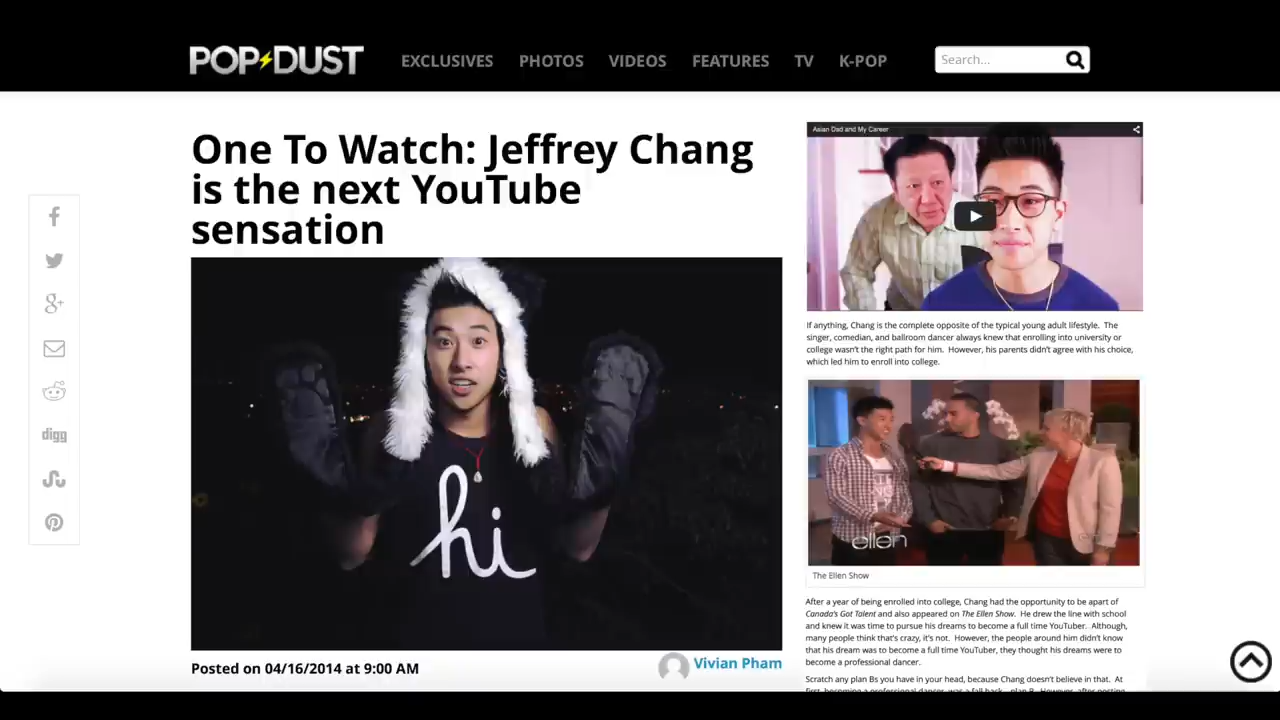 POP DUST
EXCLUSIVES PHOTOS VIDEOS FEATURES TV K-POP
Search...
One To Watch: Jeffrey Chang
is the next YouTube
sensation
digg
hi
Posted on 04/16/2014 at 9:00 AM
Vivian Pham
Asian Dad and My Career
If anything, Chang is the complete opposite of the typical young adult lifestyle. The
singer, comedian, and ballroom dancer always knew that enrolling into university or
college wasn't the right path for him. However, his parents didn't agree with his choice,
which led him to enroll into college.
ellen
The Ellen Show
After a year of being enrolled into college, Chang had the opportunity to be apart of
Canada's Got Talent and also appeared on The Ellen Show. He drew the line with school
and knew it was time to pursue his dreams to become a full time YouTuber. Although,
many people think that's crazy, it's not. However, the people around him didn't know
that his dream was to become a full time YouTuber, they thought his dreams were to
become a professional dancer.
Scratch any plan Bs you have in your head, because Chang doesn't believe in that. At